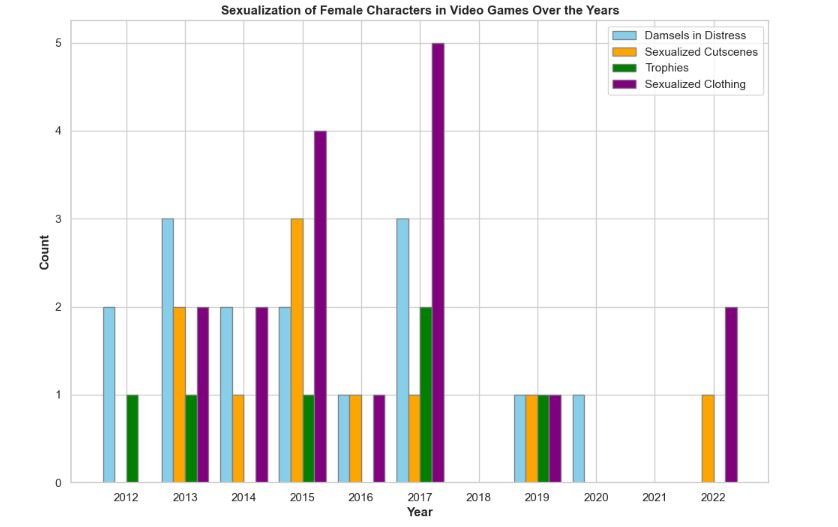 Sexualization of Female Characters in Video Games Over the Years
Damsels in Distress
Sexualized Cutscenes
Trophies
Sexualized Clothing
5
4
3
2
1
0
Count
2012 2013 2014 2015 2016 2017 2018 2019 2020 2021 2022
Year